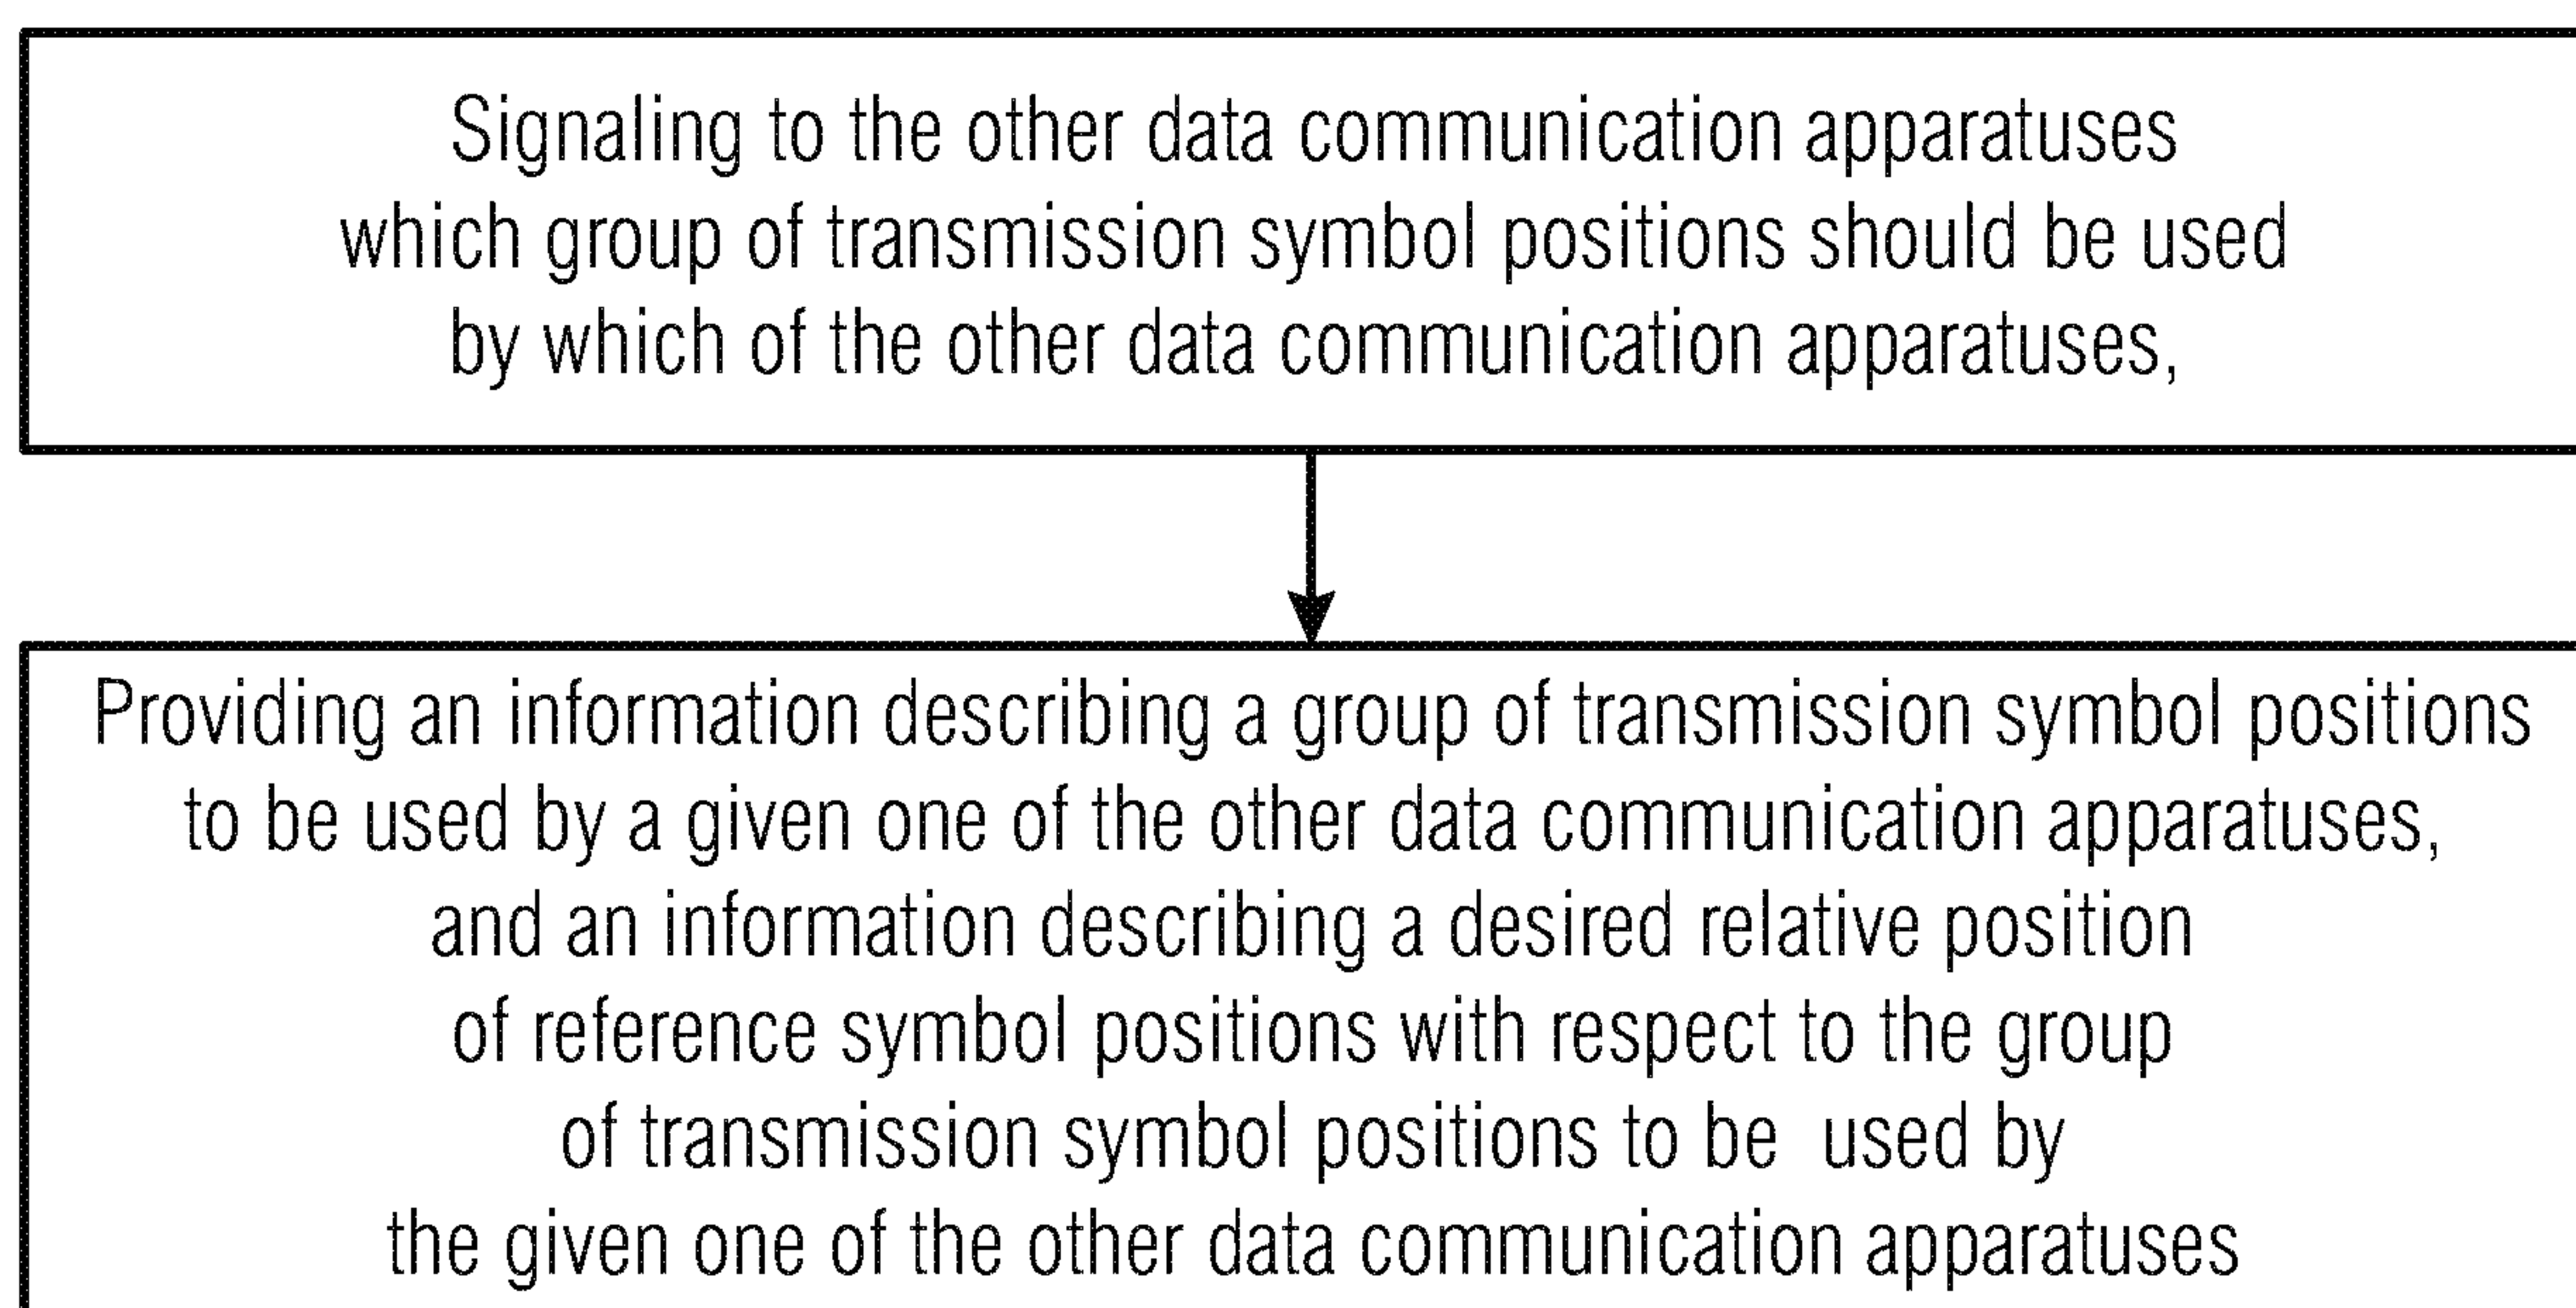 Signaling to the other data communication apparatuses
which group of transmission symbol positions should be used
by which of the other data communication apparatuses,
Providing an information describing a group of transmission symbol positions
to be used by a given one of the other data communication apparatuses,
and an information describing a desired relative position
of reference symbol positions with respect to the group
of transmission symbol positions to be  used by
the given one of the other data communication apparatuses